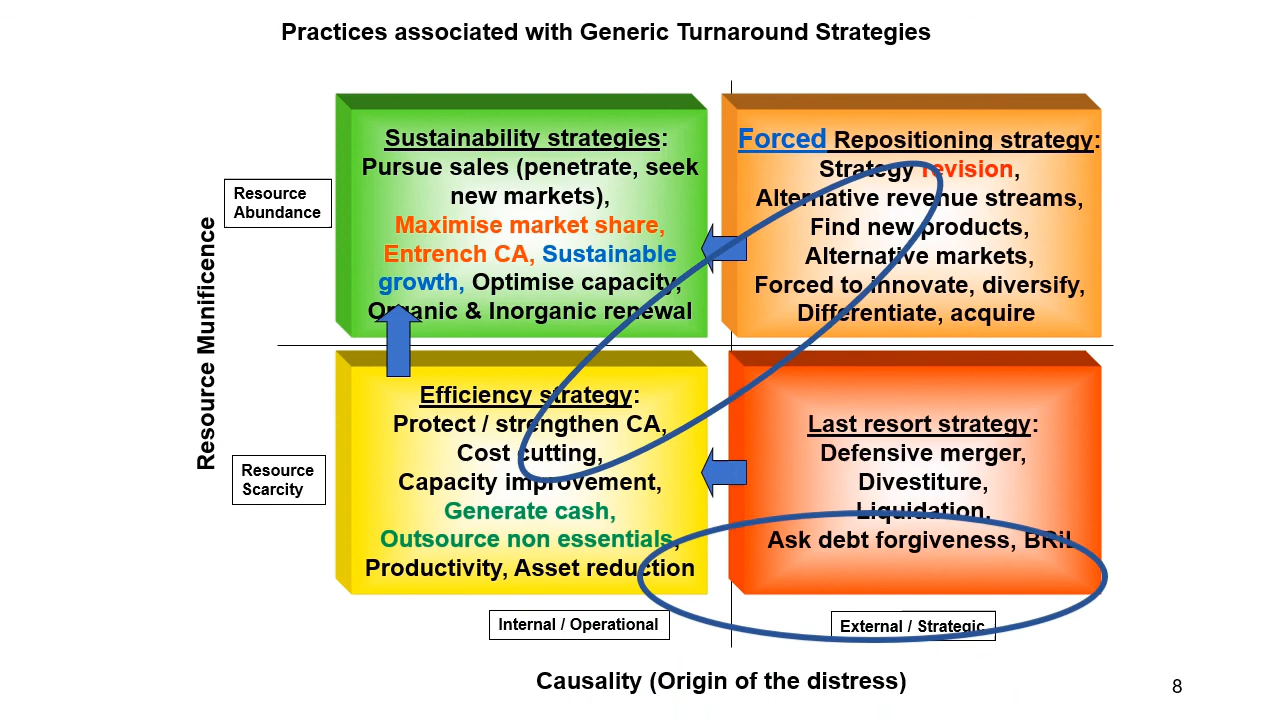 Practices associated with Generic Turnaround Strategies
Resource Munificence
Resource
Abundance
Sustainability strategies:
Pursue sales (penetrate, seek
new markets),
Maximise market share,
Entrench CA, Sustainable
growth, Optimise capacity,
Organic & Inorganic renewal
Forced Repositioning strategy:
Strategy revision,
Alternative revenue streams,
Find new products,
Alternative markets,
Forced to innovate, diversify,
Differentiate, acquire
Resource
Scarcity
Efficiency strategy:
Protect / strengthen CA,
Cost cutting,
Capacity improvement,
Generate cash,
Outsource non essentials,
Productivity, Asset reduction
Last resort strategy:
Defensive merger,
Divestiture,
Liquidation,
Ask debt forgiveness, BRiL
Internal / Operational
External / Strategic
Causality (Origin of the distress)
8